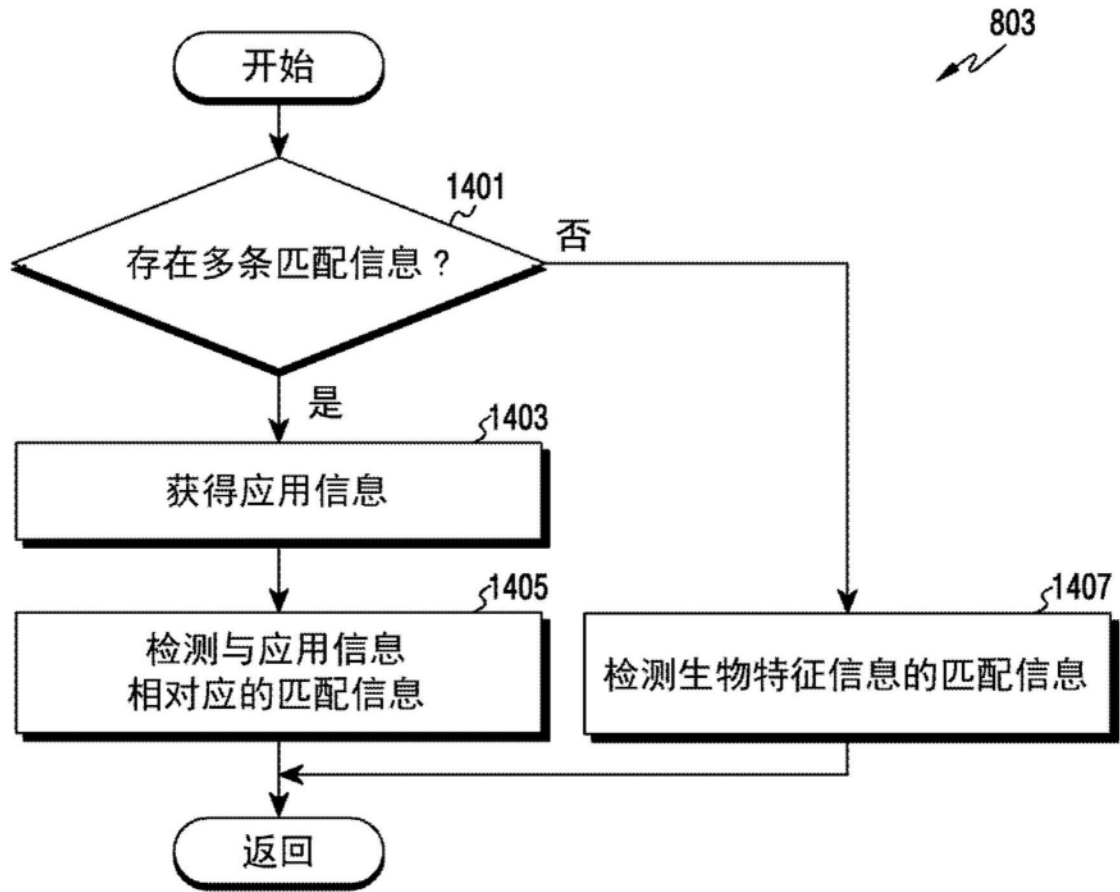 803
开始
1401
存在多条匹配信息？
否
是
1403
获得应用信息
1405
检测与应用信息
相对应的匹配信息
1407
检测生物特征信息的匹配信息
返回